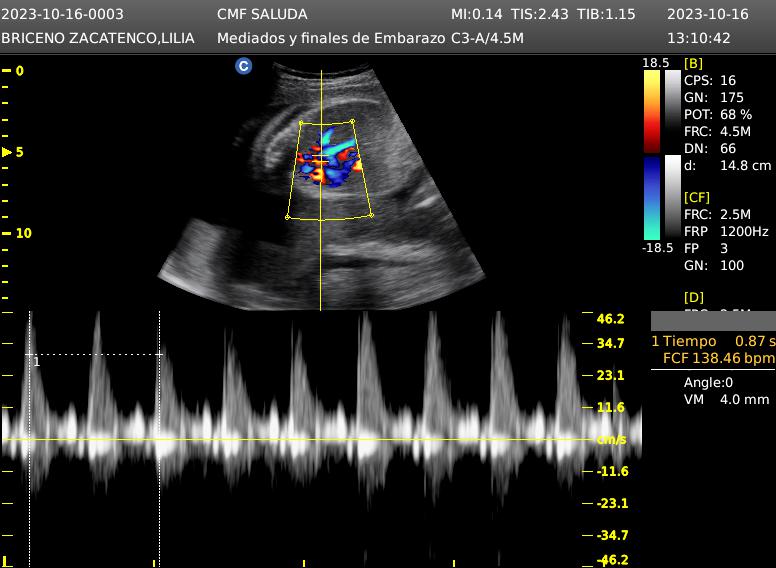 2023-10-16-0003 CMF SALUDA MI:0.14 TIS:2.43 TIB:1.15 2023-10-16
BRICENO ZACATENCO,LILIA Mediados y finales de Embarazo C3-A/4.5M 13:10:42
C
0
5
10
18.5
-18.5
[B]
CPS: 16
GN: 175
POT: 68 %
FRC: 4.5M
DN: 66
d: 14.8 cm
[CF]
FRC: 2.5M
FRP 1200Hz
FP 3
GN: 100
[D]
1 Tiempo 0.87 s
FCF 138.46 bpm
Angle:0
VM 4.0 mm
1
46.2
34.7
23.1
11.6
cm/s
-11.6
-23.1
-34.7
-46.2